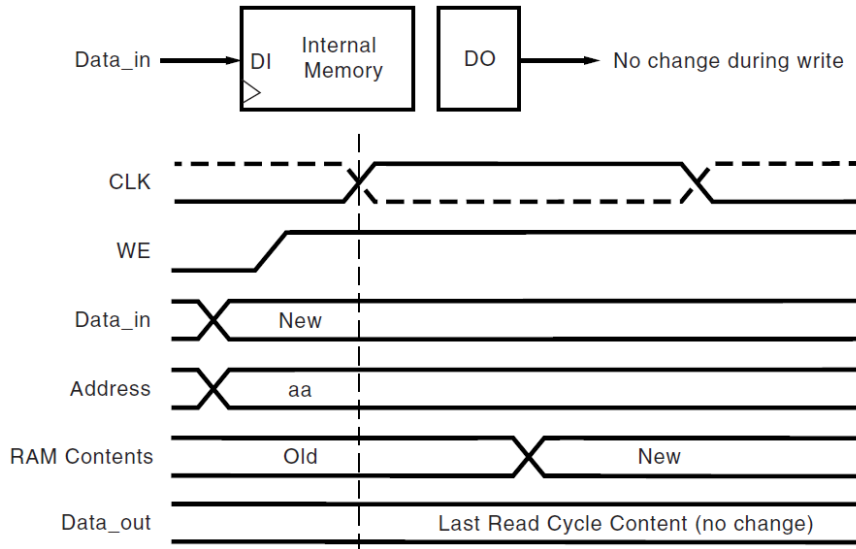 Data_in
DI
Internal
Memory
DO
No change during write
CLK
WE
Data_in
New
Address
aa
RAM Contents
Old
New
Data_out
Last Read Cycle Content (no change)